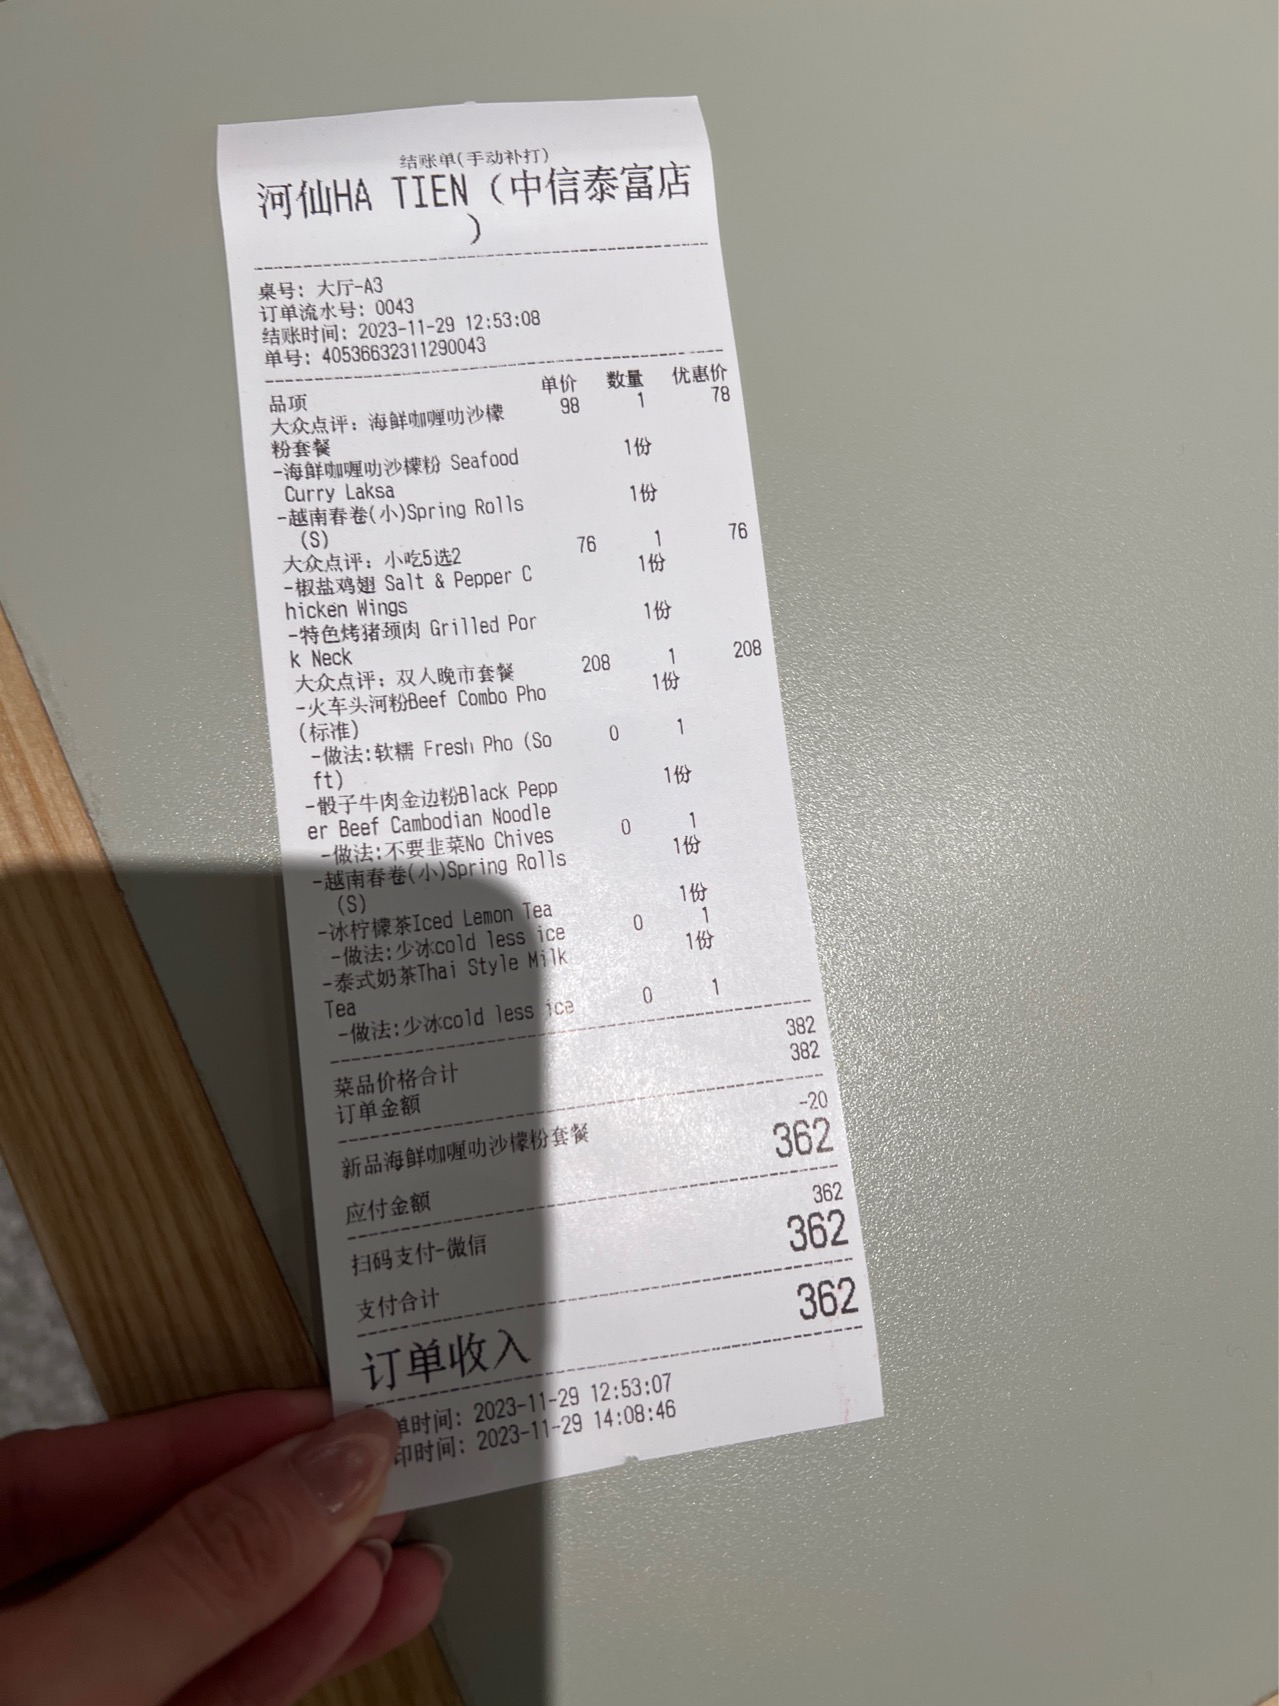 结账单(手动补打)
河仙HA TIEN（中信泰富店
）
桌号: 大厅-A3
订单流水号: 0043
结账时间: 2023-11-29 12:53:08
单号: 40536632311290043
品项 单价 数量 优惠价
大众点评: 海鲜咖喱叻沙檬 98 1 78
粉套餐
-海鲜咖喱叻沙檬粉 Seafood 1份
Curry Laksa
-越南春卷(小)Spring Rolls 1份
(S)
大众点评: 小吃5选2 76 1 76
-椒盐鸡翅 Salt & Pepper C 1份
hicken Wings
-特色烤猪颈肉 Grilled Por 1份
k Neck
大众点评: 双人晚市套餐 208 1 208
-火车头河粉Beef Combo Pho 1份
(标准)
-做法:软糯 Fresh Pho (So 0 1
ft)
-骰子牛肉金边粉Black Pepp 1份
er Beef Cambodian Noodle
-做法:不要韭菜No Chives 0 1
-越南春卷(小)Spring Rolls 1份
(S)
-冰柠檬茶Iced Lemon Tea 1份
-做法:少冰cold less ice 0 1
-泰式奶茶Thai Style Milk 1份
Tea
-做法:少冰cold less ice 0 1
菜品价格合计 382
订单金额 382
新品海鲜咖喱叻沙檬粉套餐 -20
应付金额 362
扫码支付-微信 362
支付合计 362
订单收入 362
单时间: 2023-11-29 12:53:07
印时间: 2023-11-29 14:08:46